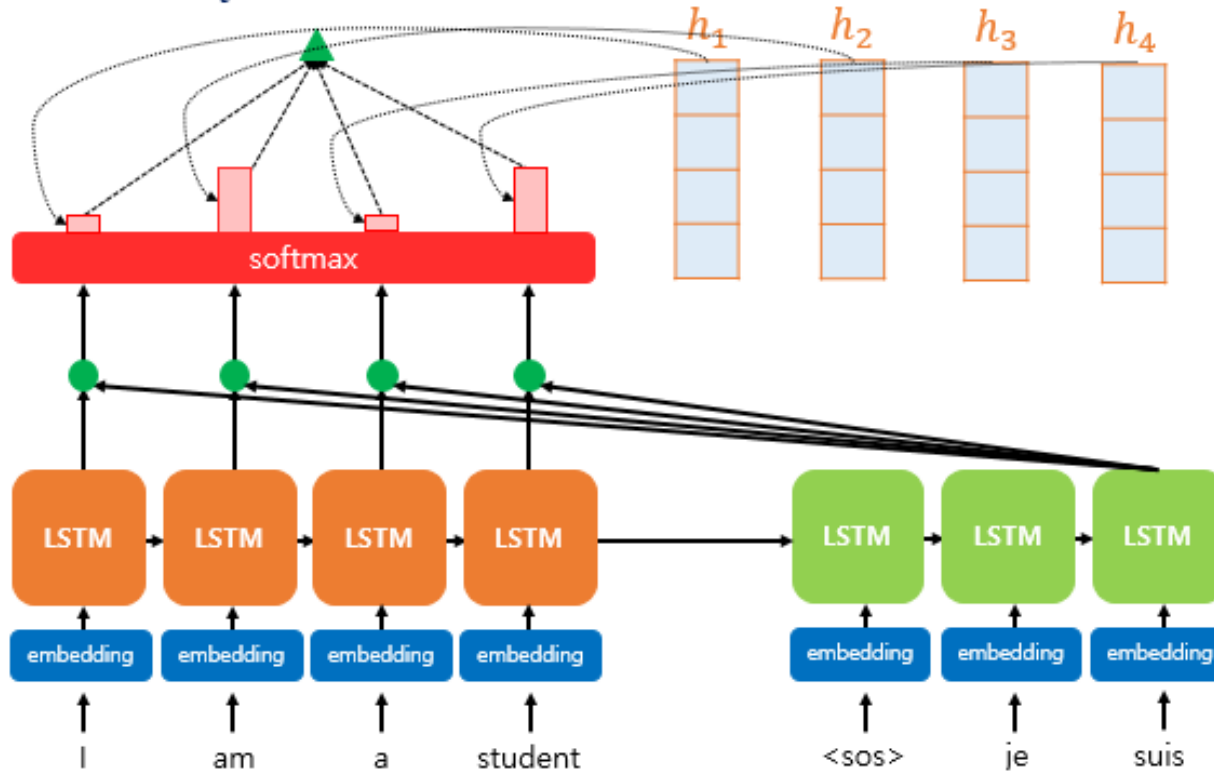 h₁ h₂ h₃ h₄
softmax
LSTM LSTM LSTM LSTM LSTM LSTM LSTM
embedding embedding embedding embedding embedding embedding embedding
I am a student <sos> je suis